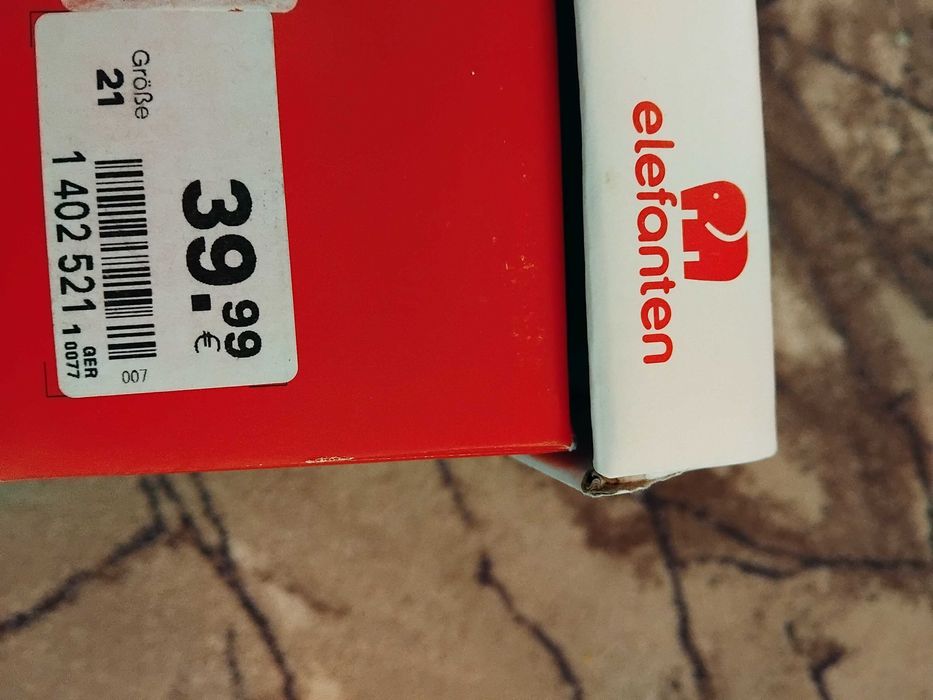 Größe
21
39.99
€
007
1 402 521
GER
1 0077
elefanten